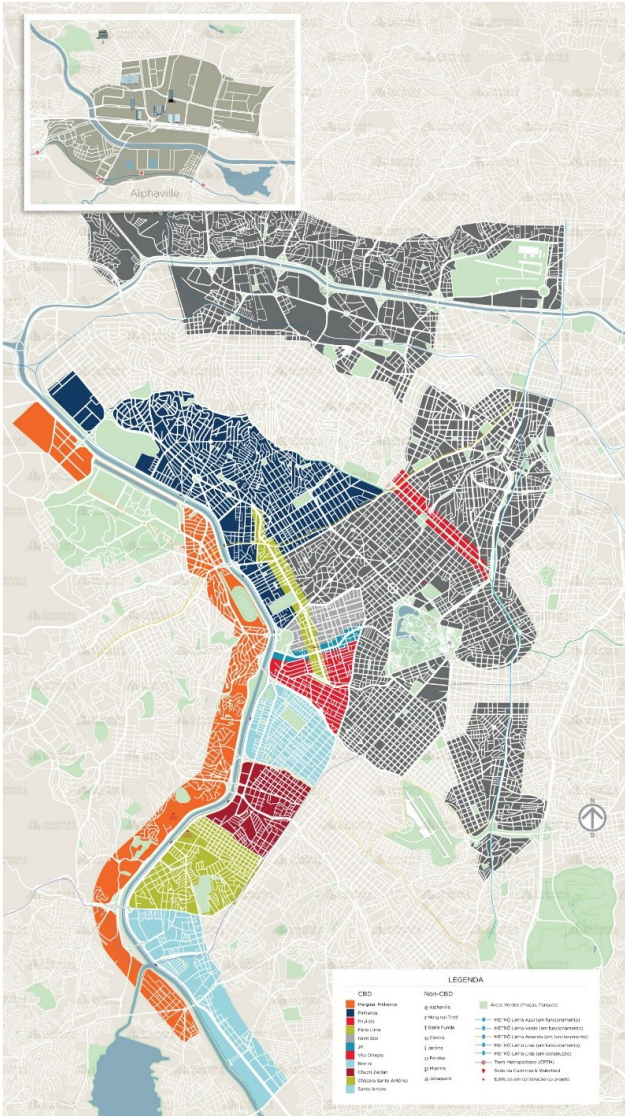 Alphaville
N
LEGENDA
CBD
Marginal Pinheiros
Pinheiros
Paulista
Faria Lima
Itaim Bibi
JK
Vila Olímpia
Berrini
Chucri Zaidan
Chácara Santo Antônio
Santo Amaro
Non-CBD
Alphaville
Marginal Tietê
Barra Funda
Centro
Jardins
Paraíso
Moema
Jabaquara
Áreas Verdes (Praças, Parques)
METRÔ Linha Azul (em funcionamento)
METRÔ Linha Verde (em funcionamento)
METRÔ Linha Amarela (em funcionamento)
METRÔ Linha Lilás (em funcionamento)
METRÔ Linha Lilás (em construção)
Trem Metropolitano (CPTM)
Sede da Cushman & Wakefield
Edifícios em construção ou projeto